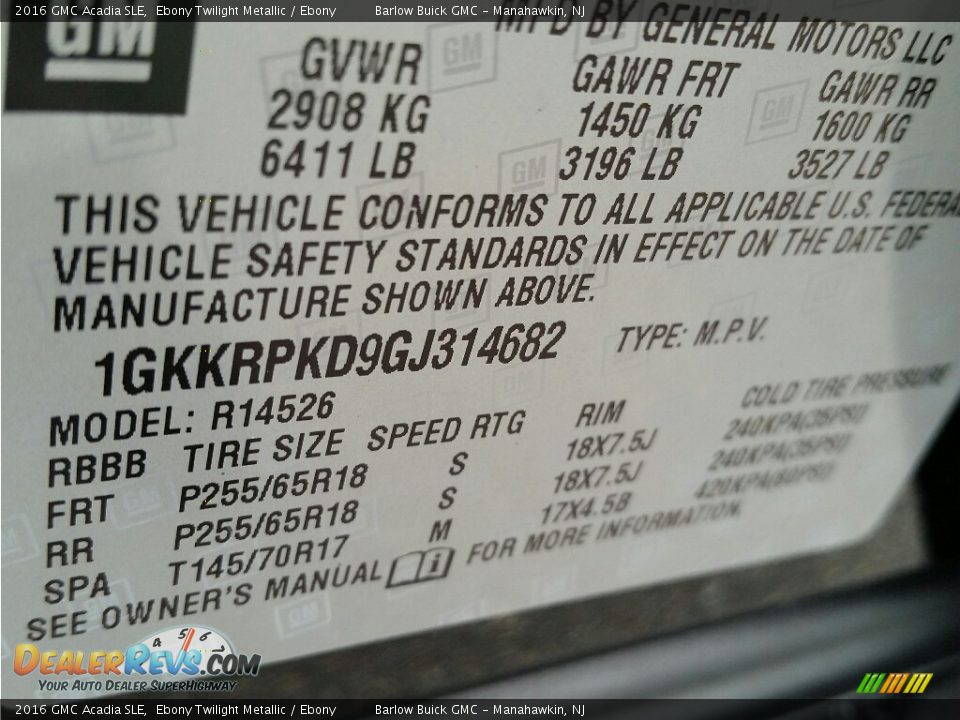 2016 GMC Acadia SLE, Ebony Twilight Metallic / Ebony Barlow Buick GMC - Manahawkin, NJ
GM MFD BY GENERAL MOTORS LLC
GVWR GAWR FRT GAWR RR
2908 KG 1450 KG 1600 KG
6411 LB 3196 LB 3527 LB
THIS VEHICLE CONFORMS TO ALL APPLICABLE U.S. FEDERA
VEHICLE SAFETY STANDARDS IN EFFECT ON THE DATE OF
MANUFACTURE SHOWN ABOVE.
1GKKRPKD9GJ314682 TYPE: M.P.V.
MODEL: R14526
RBBB TIRE SIZE SPEED RTG RIM COLD TIRE PRESSURE
FRT P255/65R18 S 18X7.5J 240KPA(35PSI)
RR P255/65R18 S 18X7.5J 240KPA(35PSI)
SPA T145/70R17 M 17X4.5B 420KPA(60PSI)
SEE OWNER'S MANUAL i FOR MORE INFORMATION.
4 5 6
DEALERREVS.COM
YOUR AUTO DEALER SUPERHIGHWAY
2016 GMC Acadia SLE, Ebony Twilight Metallic / Ebony Barlow Buick GMC - Manahawkin, NJ